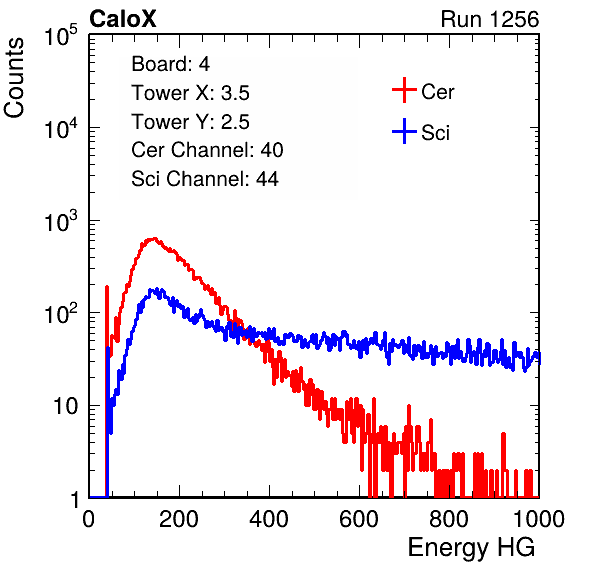 CaloX Run 1256
Counts
Board: 4
Tower X: 3.5
Tower Y: 2.5
Cer Channel: 40
Sci Channel: 44
Cer
Sci
10^5
10^4
10^3
10^2
10
1
0 200 400 600 800 1000
Energy HG